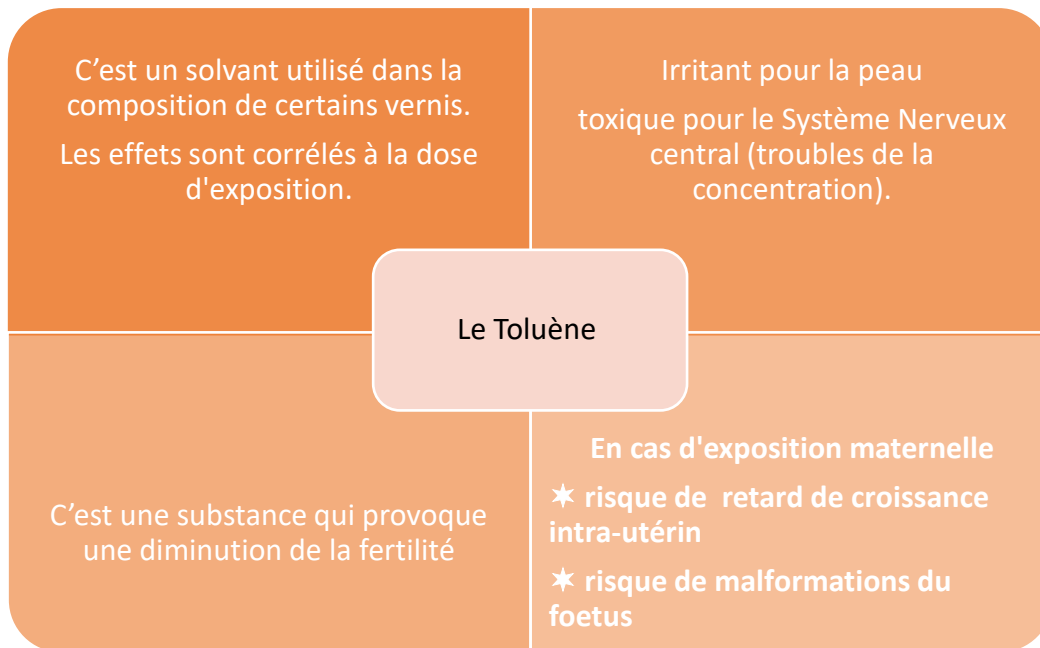 C’est un solvant utilisé dans la
composition de certains vernis.
Les effets sont corrélés à la dose
d'exposition.
Irritant pour la peau
toxique pour le Système Nerveux
central (troubles de la
concentration).
Le Toluène
C’est une substance qui provoque
une diminution de la fertilité
En cas d'exposition maternelle
✶ risque de  retard de croissance
intra-utérin
✶ risque de malformations du
foetus